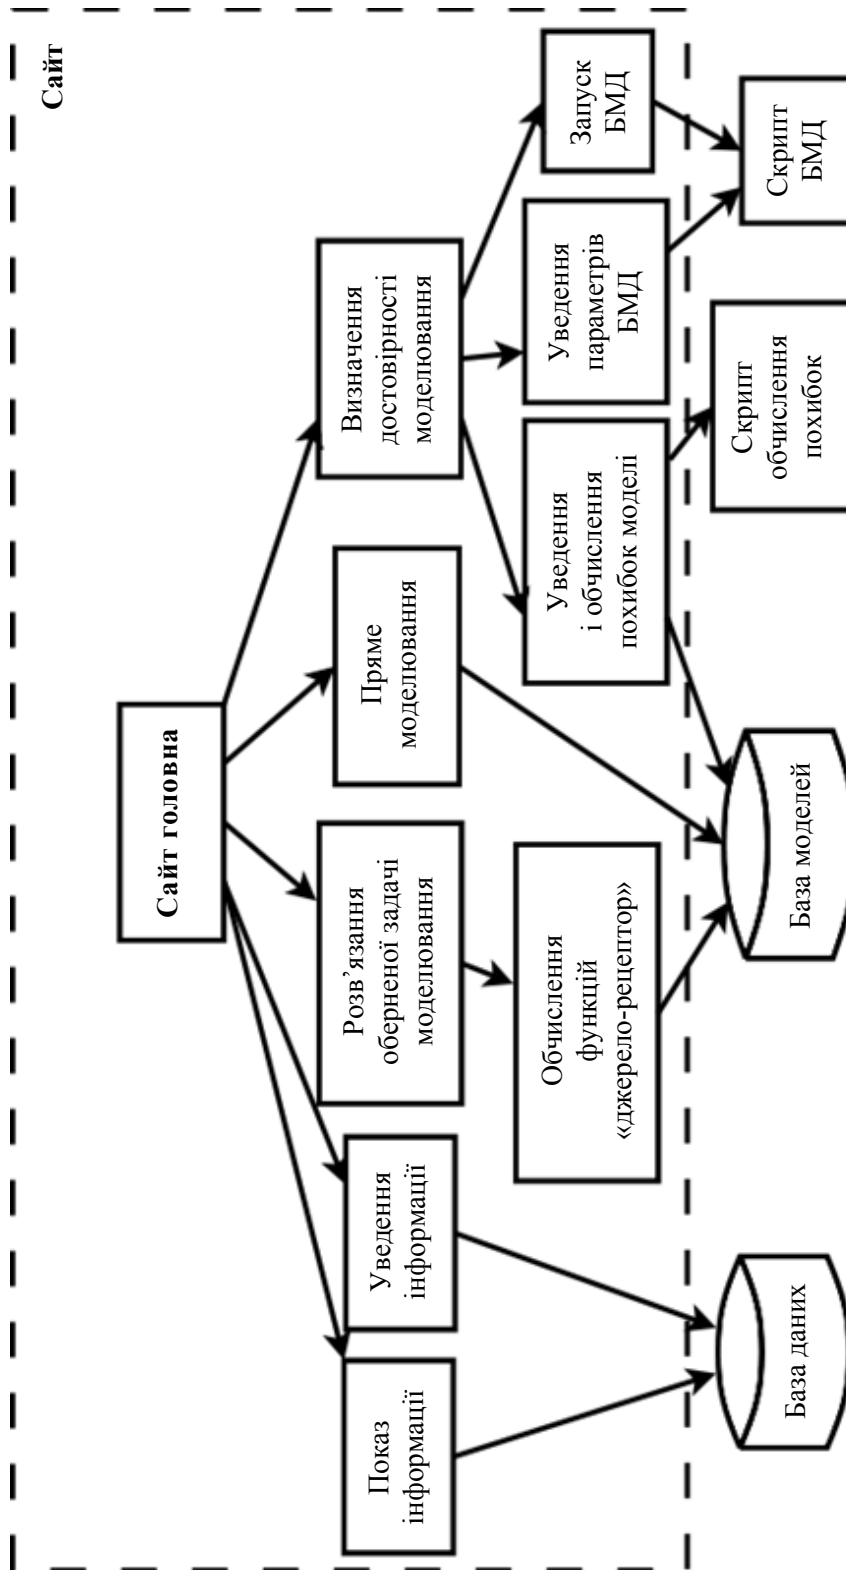 Сайт
Сайт головна
Показ
інформації
Уведення
інформації
Розв’язання
оберненої задачі
моделювання
Пряме
моделювання
Визначення
достовірності
моделювання
Обчислення
функцій
«джерело-рецептор»
Уведення
і обчислення
похибок моделі
Уведення
параметрів
БМД
Запуск
БМД
База даних
База моделей
Скрипт
обчислення
похибок
Скрипт
БМД